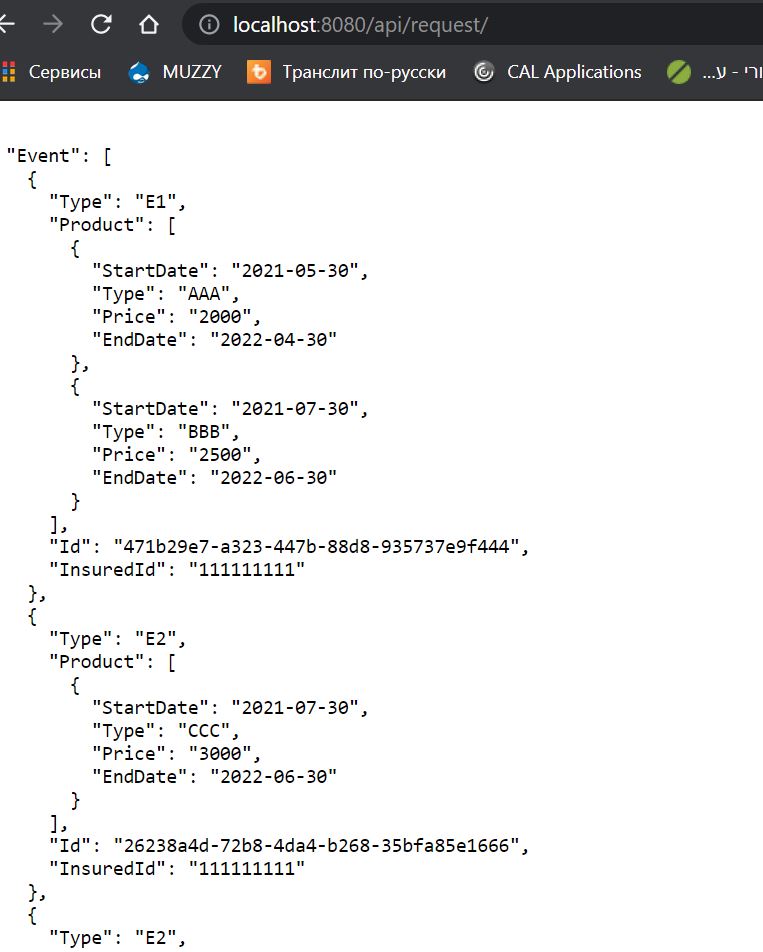 localhost:8080/api/request/
Сервисы MUZZY Транслит по-русски CAL Applications
"Event": [
  {
    "Type": "E1",
    "Product": [
      {
        "StartDate": "2021-05-30",
        "Type": "AAA",
        "Price": "2000",
        "EndDate": "2022-04-30"
      },
      {
        "StartDate": "2021-07-30",
        "Type": "BBB",
        "Price": "2500",
        "EndDate": "2022-06-30"
      }
    ],
    "Id": "471b29e7-a323-447b-88d8-935737e9f444",
    "InsuredId": "111111111"
  },
  {
    "Type": "E2",
    "Product": [
      {
        "StartDate": "2021-07-30",
        "Type": "CCC",
        "Price": "3000",
        "EndDate": "2022-06-30"
      }
    ],
    "Id": "26238a4d-72b8-4da4-b268-35bfa85e1666",
    "InsuredId": "111111111"
  },
  {
    "Type": "E2",